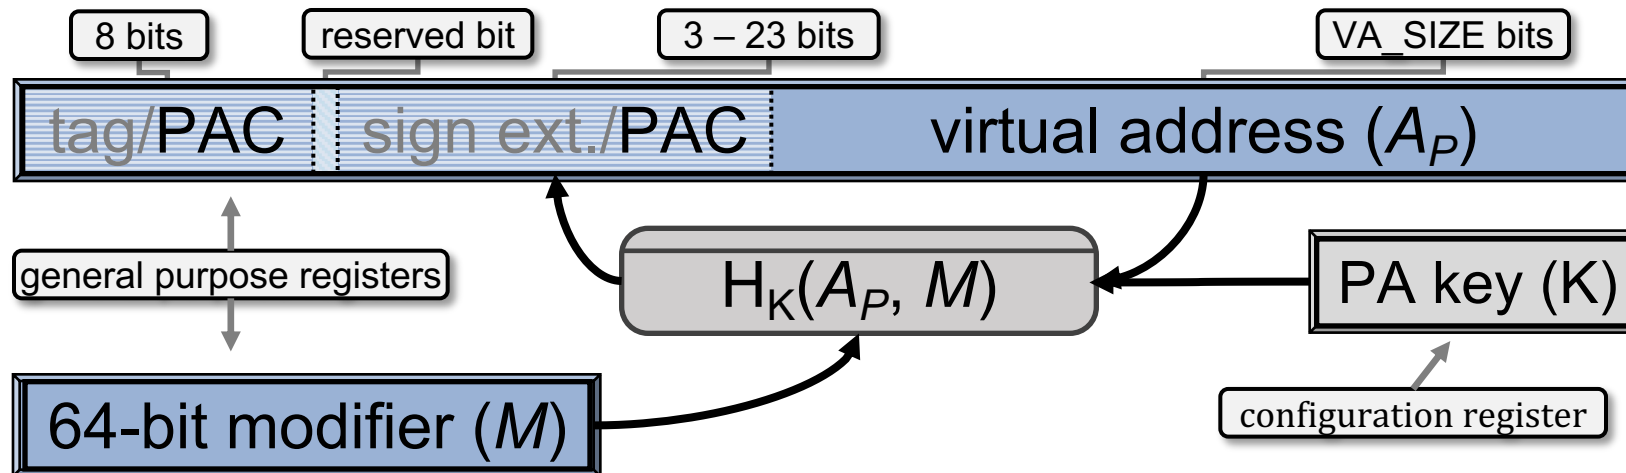 8 bits
reserved bit
3 – 23 bits
VA_SIZE bits
tag/PAC
sign ext./PAC
virtual address (A_P)
general purpose registers
H_K(A_P, M)
PA key (K)
64-bit modifier (M)
configuration register